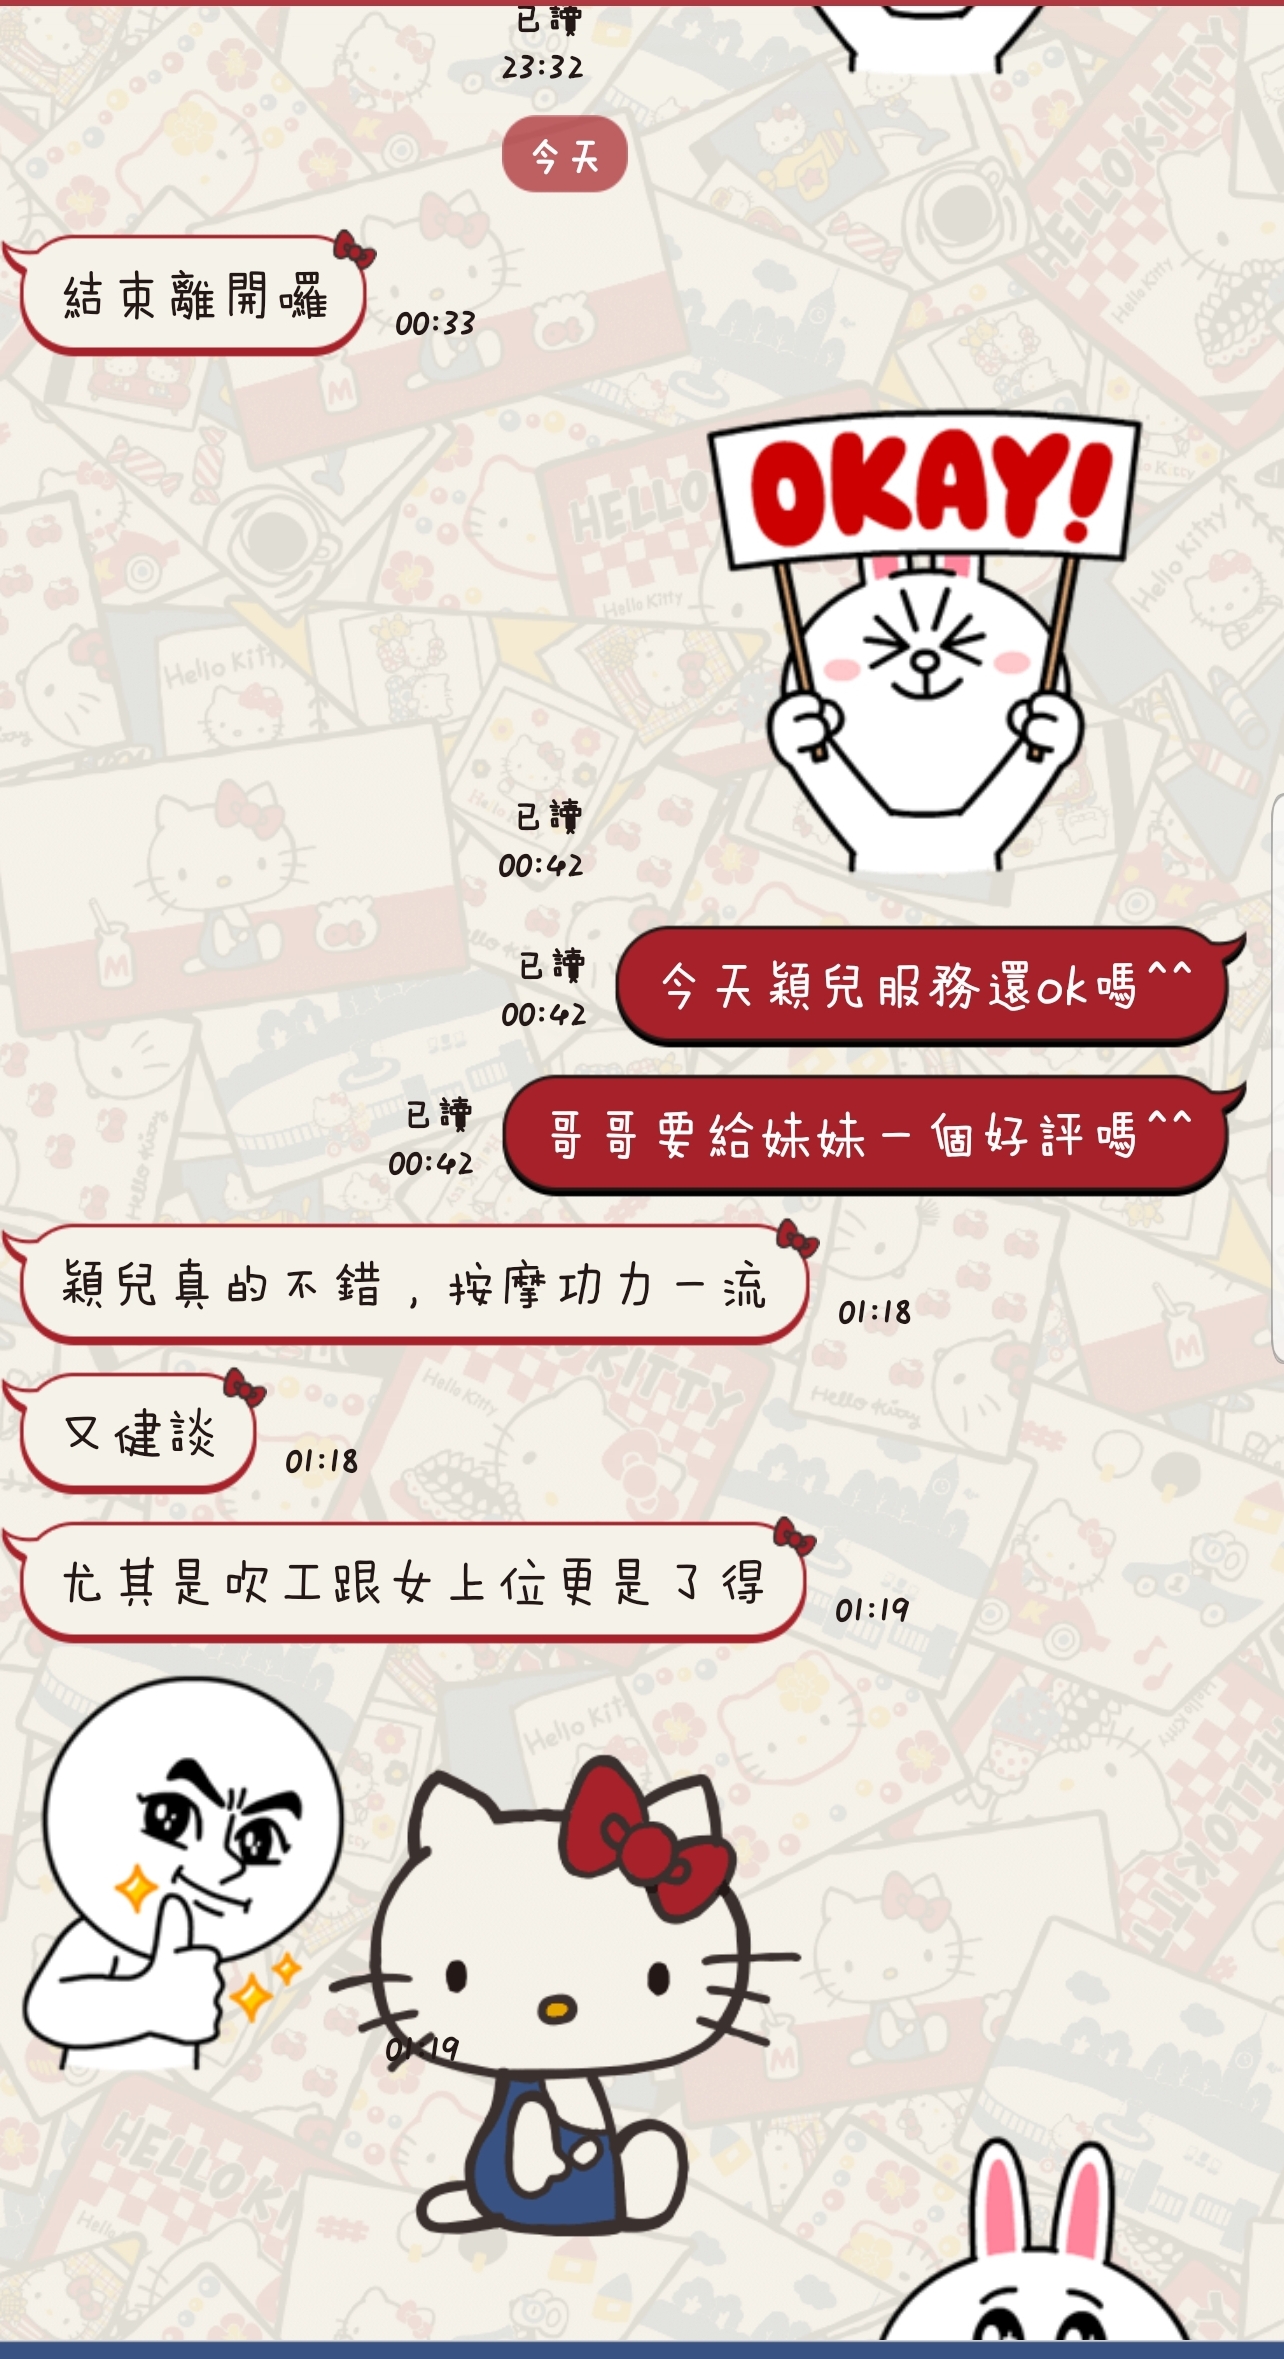 已讀
23:32
今天
結束離開囉
00:33
OKAY!
已讀
00:42
已讀
00:42
今天穎兒服務還ok嗎^^
已讀
00:42
哥哥要給妹妹一個好評嗎^^
穎兒真的不錯，按摩功力一流
01:18
又健談
01:18
尤其是吹工跟女上位更是了得
01:19
01:19